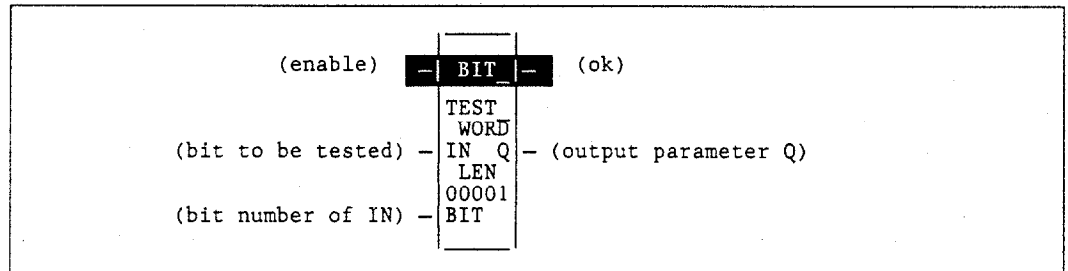 (enable) -| BIT_|- (ok)
TEST
WORD
(bit to be tested) - IN Q - (output parameter Q)
LEN
00001
(bit number of IN) - BIT